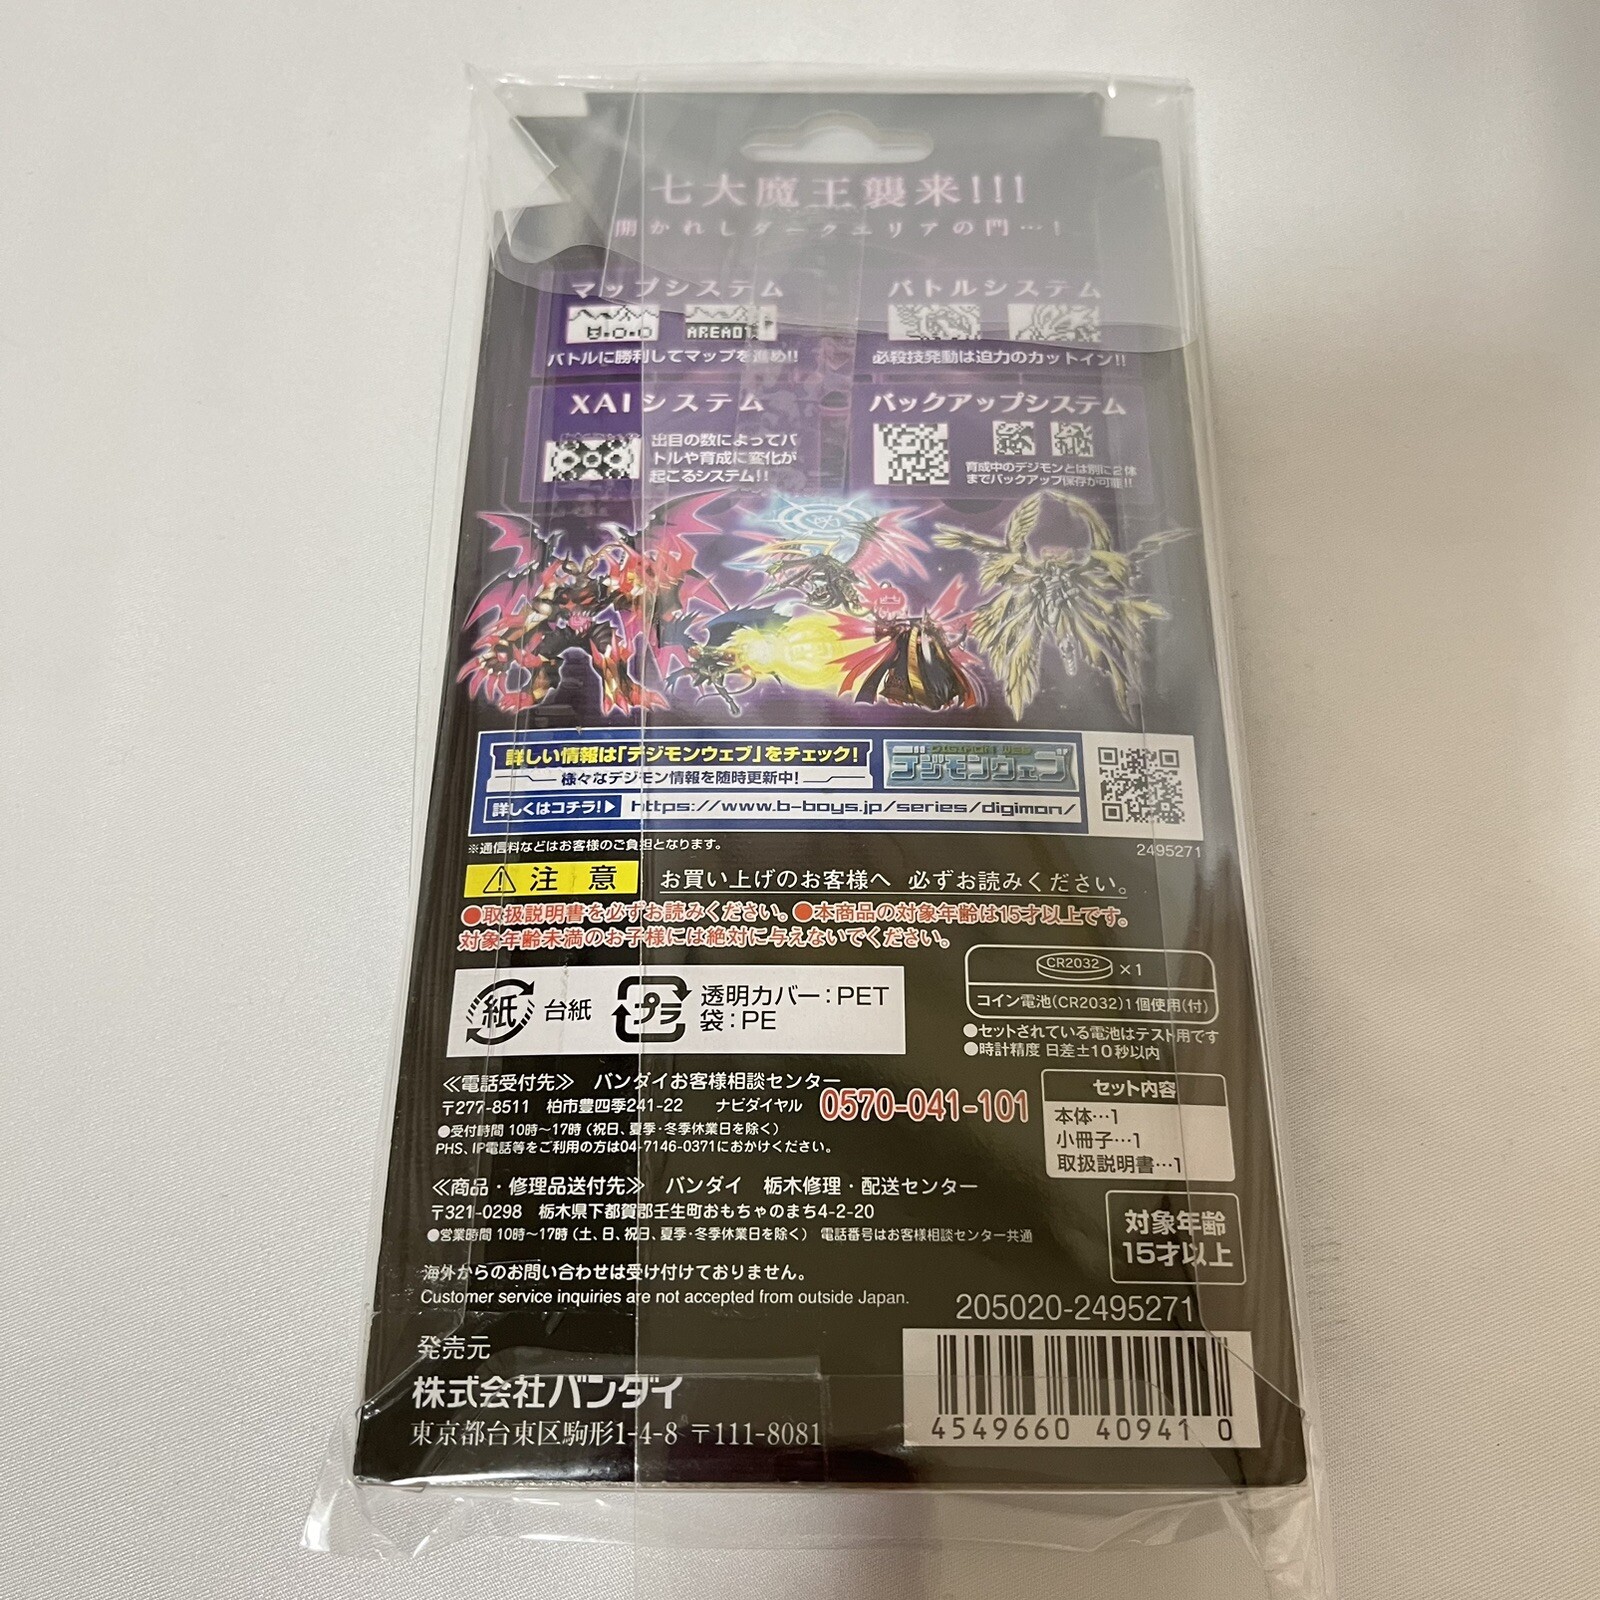 七大魔王襲来!!!
開かれしダークエリアの門…!
マップシステム
AREA01
バトルに勝利してマップを進め!!
バトルシステム
必殺技発動は迫力のカットイン!!
XAIシステム
出目の数によってバ
トルや育成に変化が
起こるシステム!!
バックアップシステム
育成中のデジモンとは別に2体
までバックアップ保存が可能!!
詳しい情報は「デジモンウェブ」をチェック!
様々なデジモン情報を随時更新中!
DIGIMON WEB
デジモンウェブ
詳しくはコチラ!▶ https://www.b-boys.jp/series/digimon/
※通信料などはお客様のご負担となります。
2495271
注意 お買い上げのお客様へ 必ずお読みください。
●取扱説明書を必ずお読みください。●本商品の対象年齢は15才以上です。
対象年齢未満のお子様には絶対に与えないでください。
CR2032 ×1
コイン電池(CR2032)1個使用(付)
●セットされている電池はテスト用です
●時計精度 日差±10秒以内
紙 台紙
プラ 透明カバー:PET
袋:PE
≪電話受付先≫ バンダイお客様相談センター
〒277-8511 柏市豊四季241-22 ナビダイヤル 0570-041-101
●受付時間 10時〜17時(祝日、夏季・冬季休業日を除く)
PHS、IP電話等をご利用の方は04-7146-0371におかけください。
セット内容
本体…1
小冊子…1
取扱説明書…1
≪商品・修理品送付先≫ バンダイ 栃木修理・配送センター
〒321-0298 栃木県下都賀郡壬生町おもちゃのまち4-2-20
●営業時間 10時〜17時(土、日、祝日、夏季・冬季休業日を除く) 電話番号はお客様相談センター共通
対象年齢
15才以上
海外からのお問い合わせは受け付けておりません。
Customer service inquiries are not accepted from outside Japan.
205020-2495271
発売元
株式会社バンダイ
東京都台東区駒形1-4-8 〒111-8081
4549660 40941 0